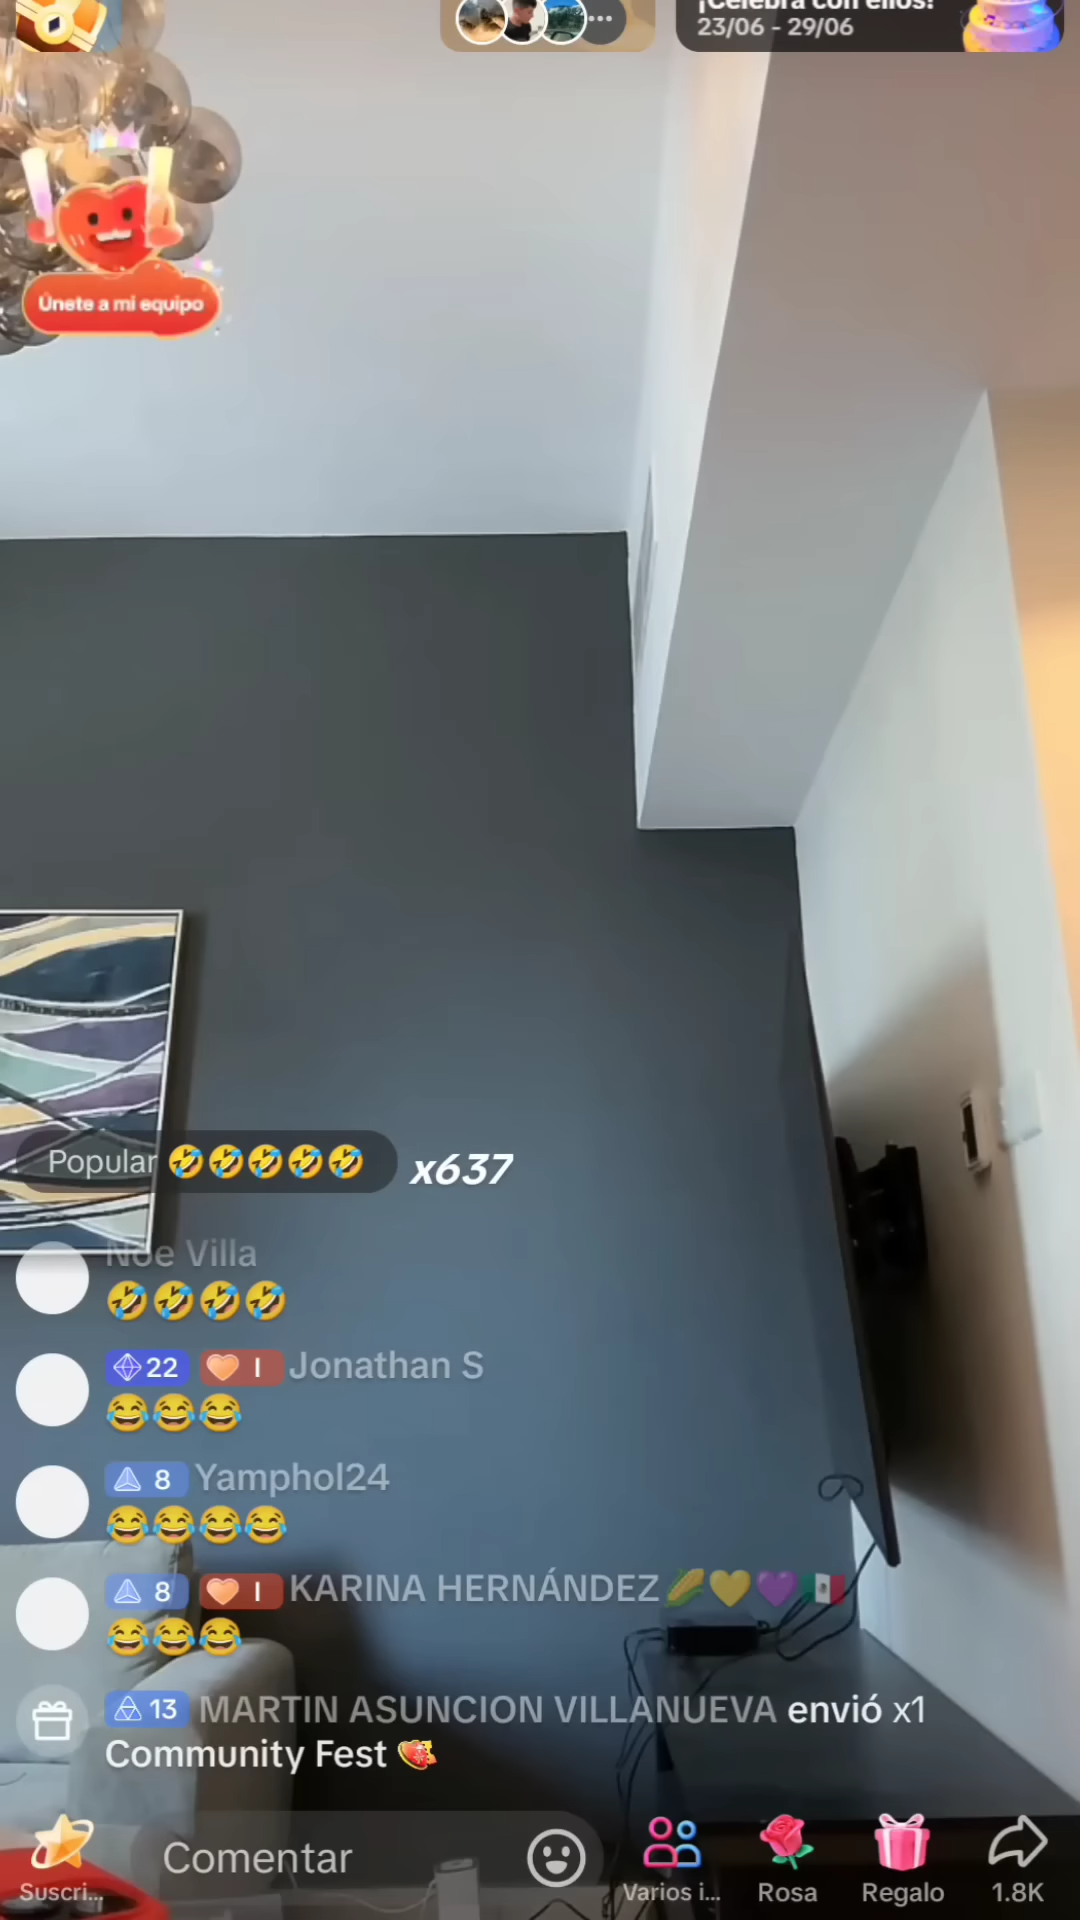 ¡Celebra con ellos!
23/06 - 29/06
Únete a mi equipo
Popular 🤣🤣🤣🤣🤣 x637
Noe Villa
🤣🤣🤣🤣
22 I Jonathan S
😂😂😂
8 Yamphol24
😂😂😂😂
8 I KARINA HERNÁNDEZ🌽💛💜🇲🇽
😂😂😂
13 MARTIN ASUNCION VILLANUEVA envió x1
Community Fest
Comentar
Suscri... Varios i... Rosa Regalo 1.8K